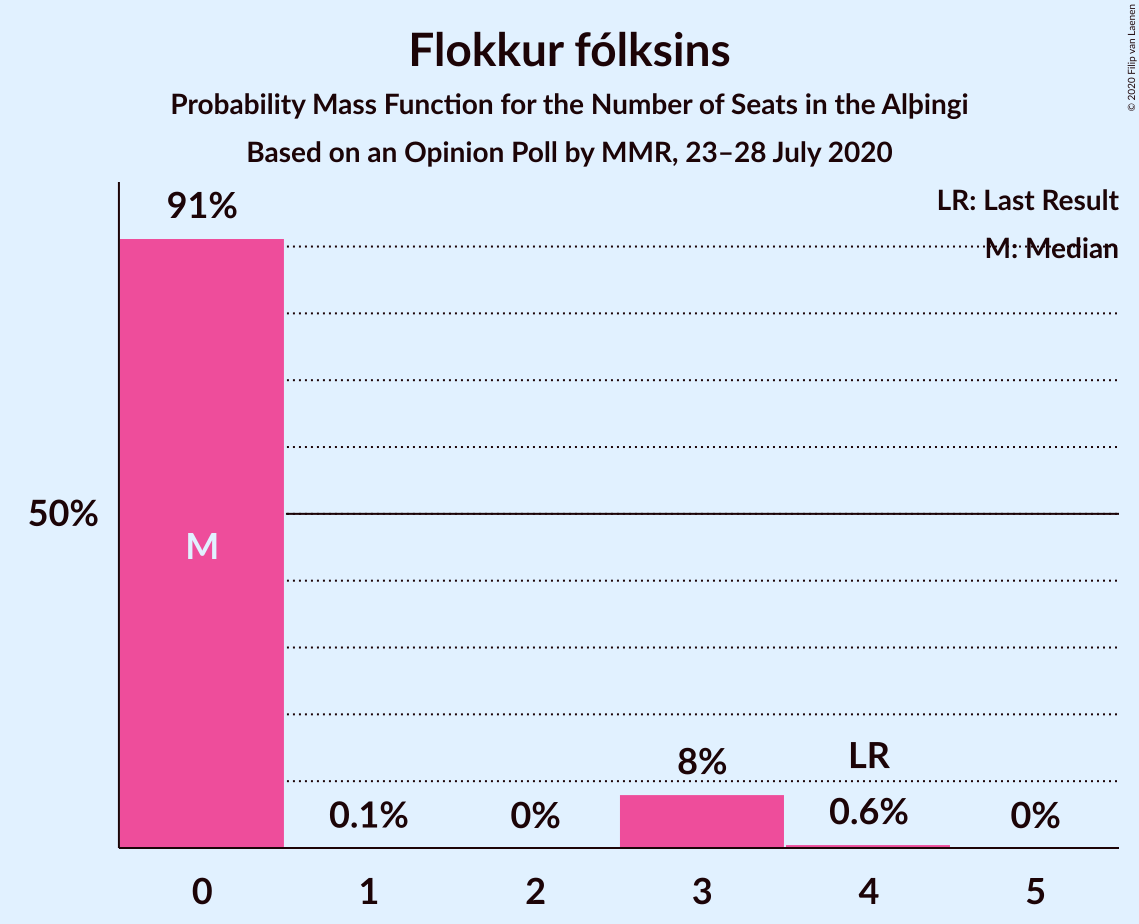 Flokkur fólksins
Probability Mass Function for the Number of Seats in the Alþingi
Based on an Opinion Poll by MMR, 23–28 July 2020
© 2020 Filip van Laenen
LR: Last Result
M: Median
91%
50%
M
8%
LR
0.1%
0%
0.6%
0%
0
1
2
3
4
5